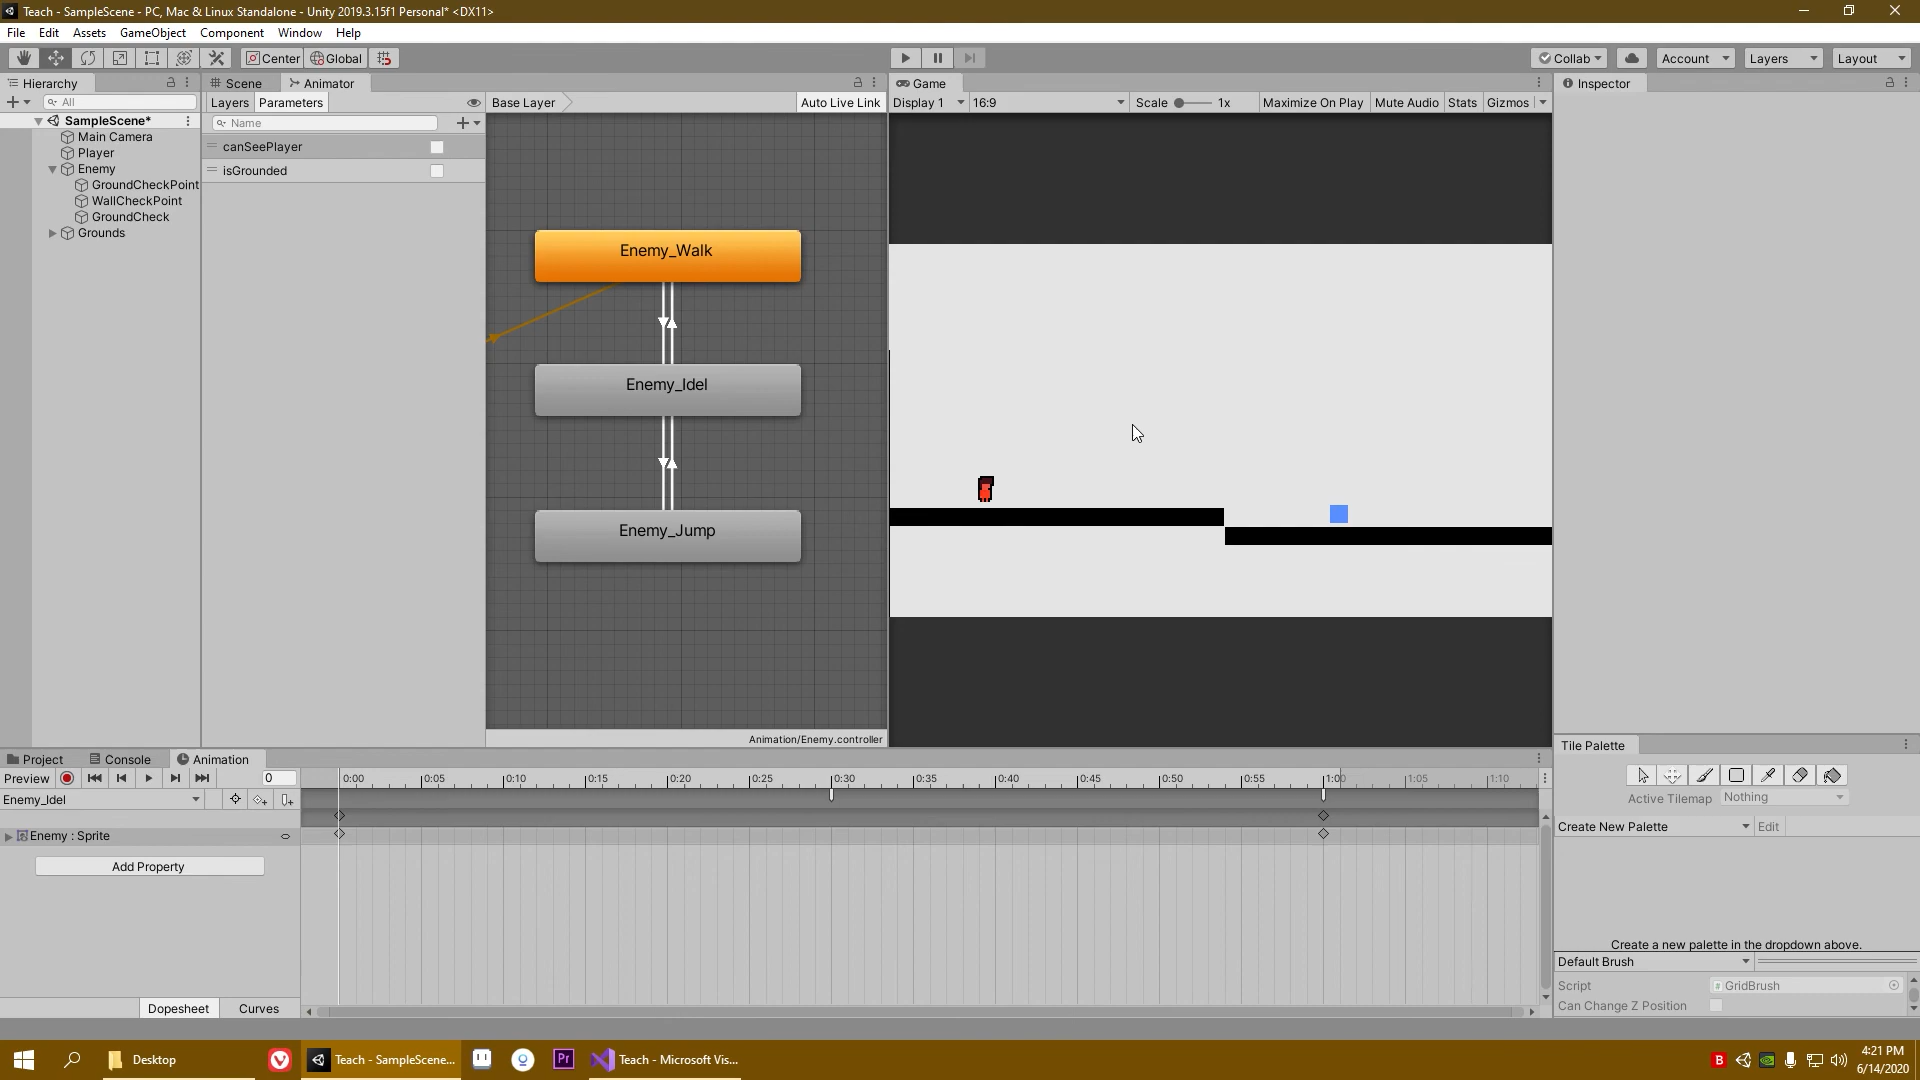 Teach - SampleScene - PC, Mac & Linux Standalone - Unity 2019.3.15f1 Personal* <DX11>
File Edit Assets GameObject Component Window Help
Center Global Collab Account Layers Layout
Hierarchy Scene Animator Game Inspector
All Layers Parameters Base Layer Auto Live Link Display 1 16:9 Scale 1x Maximize On Play Mute Audio Stats Gizmos
SampleScene* Name
Main Camera
Player
Enemy
GroundCheckPoint
WallCheckPoint
GroundCheck
Grounds
canSeePlayer
isGrounded
Enemy_Walk
Enemy_Idel
Enemy_Jump
Animation/Enemy.controller
Project Console Animation
Preview 0 0:00 0:05 0:10 0:15 0:20 0:25 0:30 0:35 0:40 0:45 0:50 0:55 1:00 1:05 1:10
Enemy_Idel
Enemy : Sprite
Add Property
Dopesheet Curves
Tile Palette
Active Tilemap Nothing
Create New Palette Edit
Create a new palette in the dropdown above.
Default Brush
Script GridBrush
Can Change Z Position
Desktop Teach - SampleScene... Pr Teach - Microsoft Vis... B
4:21 PM
6/14/2020